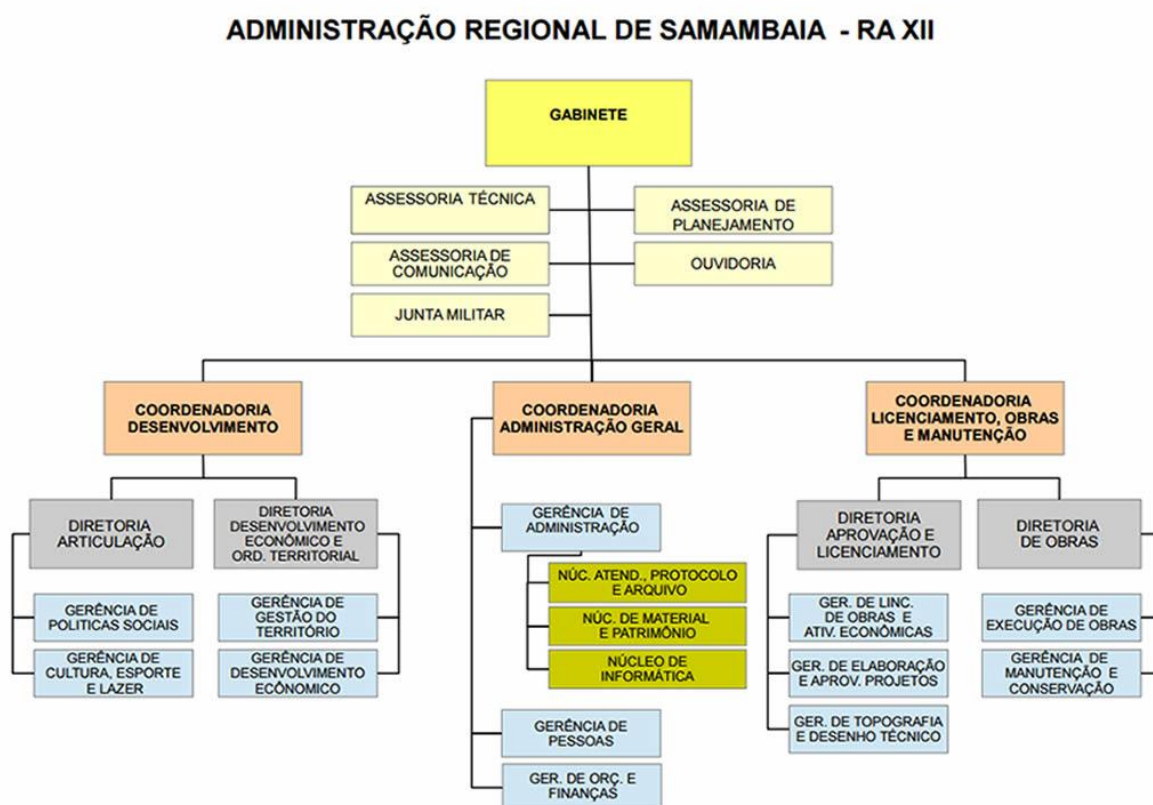 ADMINISTRAÇÃO REGIONAL DE SAMAMBAIA - RA XII
GABINETE
ASSESSORIA TÉCNICA
ASSESSORIA DE
PLANEJAMENTO
ASSESSORIA DE
COMUNICAÇÃO
OUVIDORIA
JUNTA MILITAR
COORDENADORIA
DESENVOLVIMENTO
COORDENADORIA
ADMINISTRAÇÃO GERAL
COORDENADORIA
LICENCIAMENTO, OBRAS
E MANUTENÇÃO
DIRETORIA
ARTICULAÇÃO
DIRETORIA
DESENVOLVIMENTO
ECONÔMICO E
ORD. TERRITORIAL
GERÊNCIA DE
POLITICAS SOCIAIS
GERÊNCIA DE
CULTURA, ESPORTE
E LAZER
GERÊNCIA DE
GESTÃO DO
TERRITÓRIO
GERÊNCIA DE
DESENVOLVIMENTO
ECÔNOMICO
GERÊNCIA DE
ADMINISTRAÇÃO
NÚC. ATEND., PROTOCOLO
E ARQUIVO
NÚC. DE MATERIAL
E PATRIMÔNIO
NÚCLEO DE
INFORMÁTICA
GERÊNCIA DE
PESSOAS
GER. DE ORÇ. E
FINANÇAS
DIRETORIA
APROVAÇÃO E
LICENCIAMENTO
DIRETORIA
DE OBRAS
GER. DE LINC.
DE OBRAS E
ATIV. ECONÔMICAS
GER. DE ELABORAÇÃO
E APROV. PROJETOS
GER. DE TOPOGRAFIA
E DESENHO TÉCNICO
GERÊNCIA DE
EXECUÇÃO DE OBRAS
GERÊNCIA DE
MANUTENÇÃO E
CONSERVAÇÃO